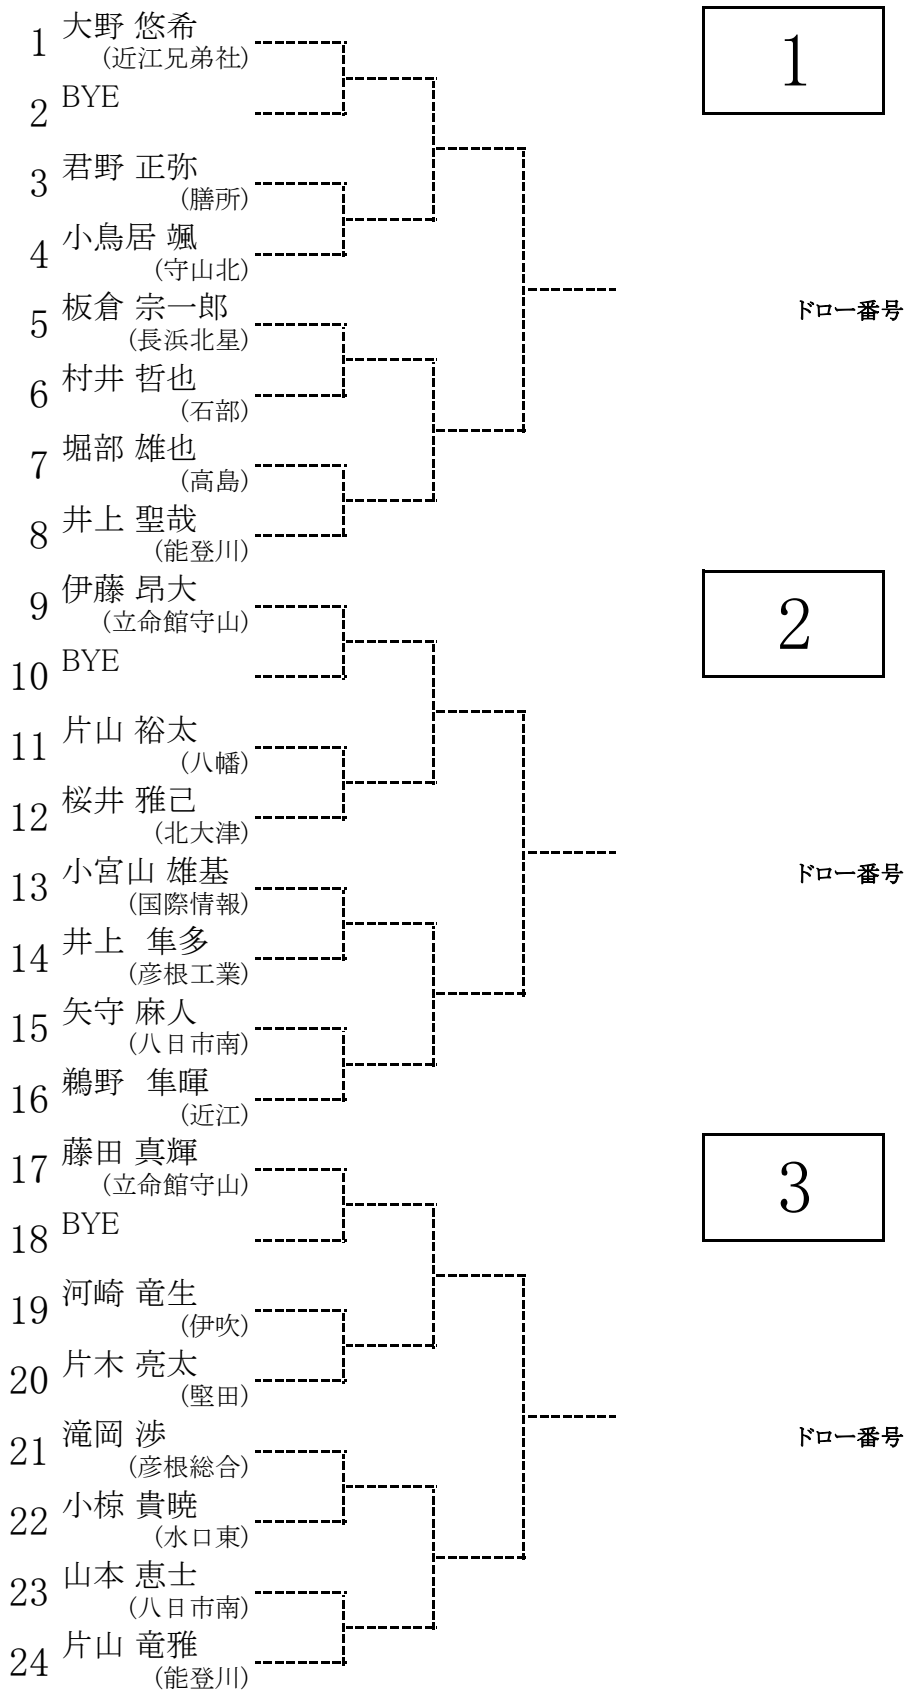 1 大野 悠希
(近江兄弟社)
2 BYE
3 君野 正弥
(膳所)
4 小鳥居 颯
(守山北)
5 板倉 宗一郎
(長浜北星)
6 村井 哲也
(石部)
7 堀部 雄也
(高島)
8 井上 聖哉
(能登川)
1
ドロー番号
9 伊藤 昂大
(立命館守山)
10 BYE
11 片山 裕太
(八幡)
12 桜井 雅己
(北大津)
13 小宮山 雄基
(国際情報)
14 井上 隼多
(彦根工業)
15 矢守 麻人
(八日市南)
16 鵜野 隼暉
(近江)
2
ドロー番号
17 藤田 真輝
(立命館守山)
18 BYE
19 河崎 竜生
(伊吹)
20 片木 亮太
(堅田)
21 滝岡 渉
(彦根総合)
22 小椋 貴暁
(水口東)
23 山本 恵士
(八日市南)
24 片山 竜雅
(能登川)
3
ドロー番号